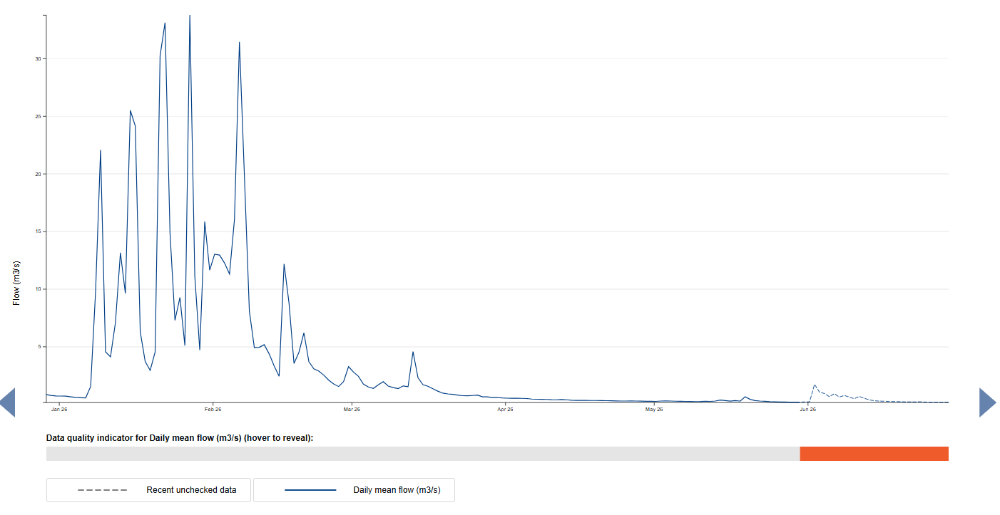 30
25
20
15
10
5
Flow (m3/s)
Jan 26 Feb 26 Mar 26 Apr 26 May 26 Jun 26
Data quality indicator for Daily mean flow (m3/s) (hover to reveal):
Recent unchecked data Daily mean flow (m3/s)